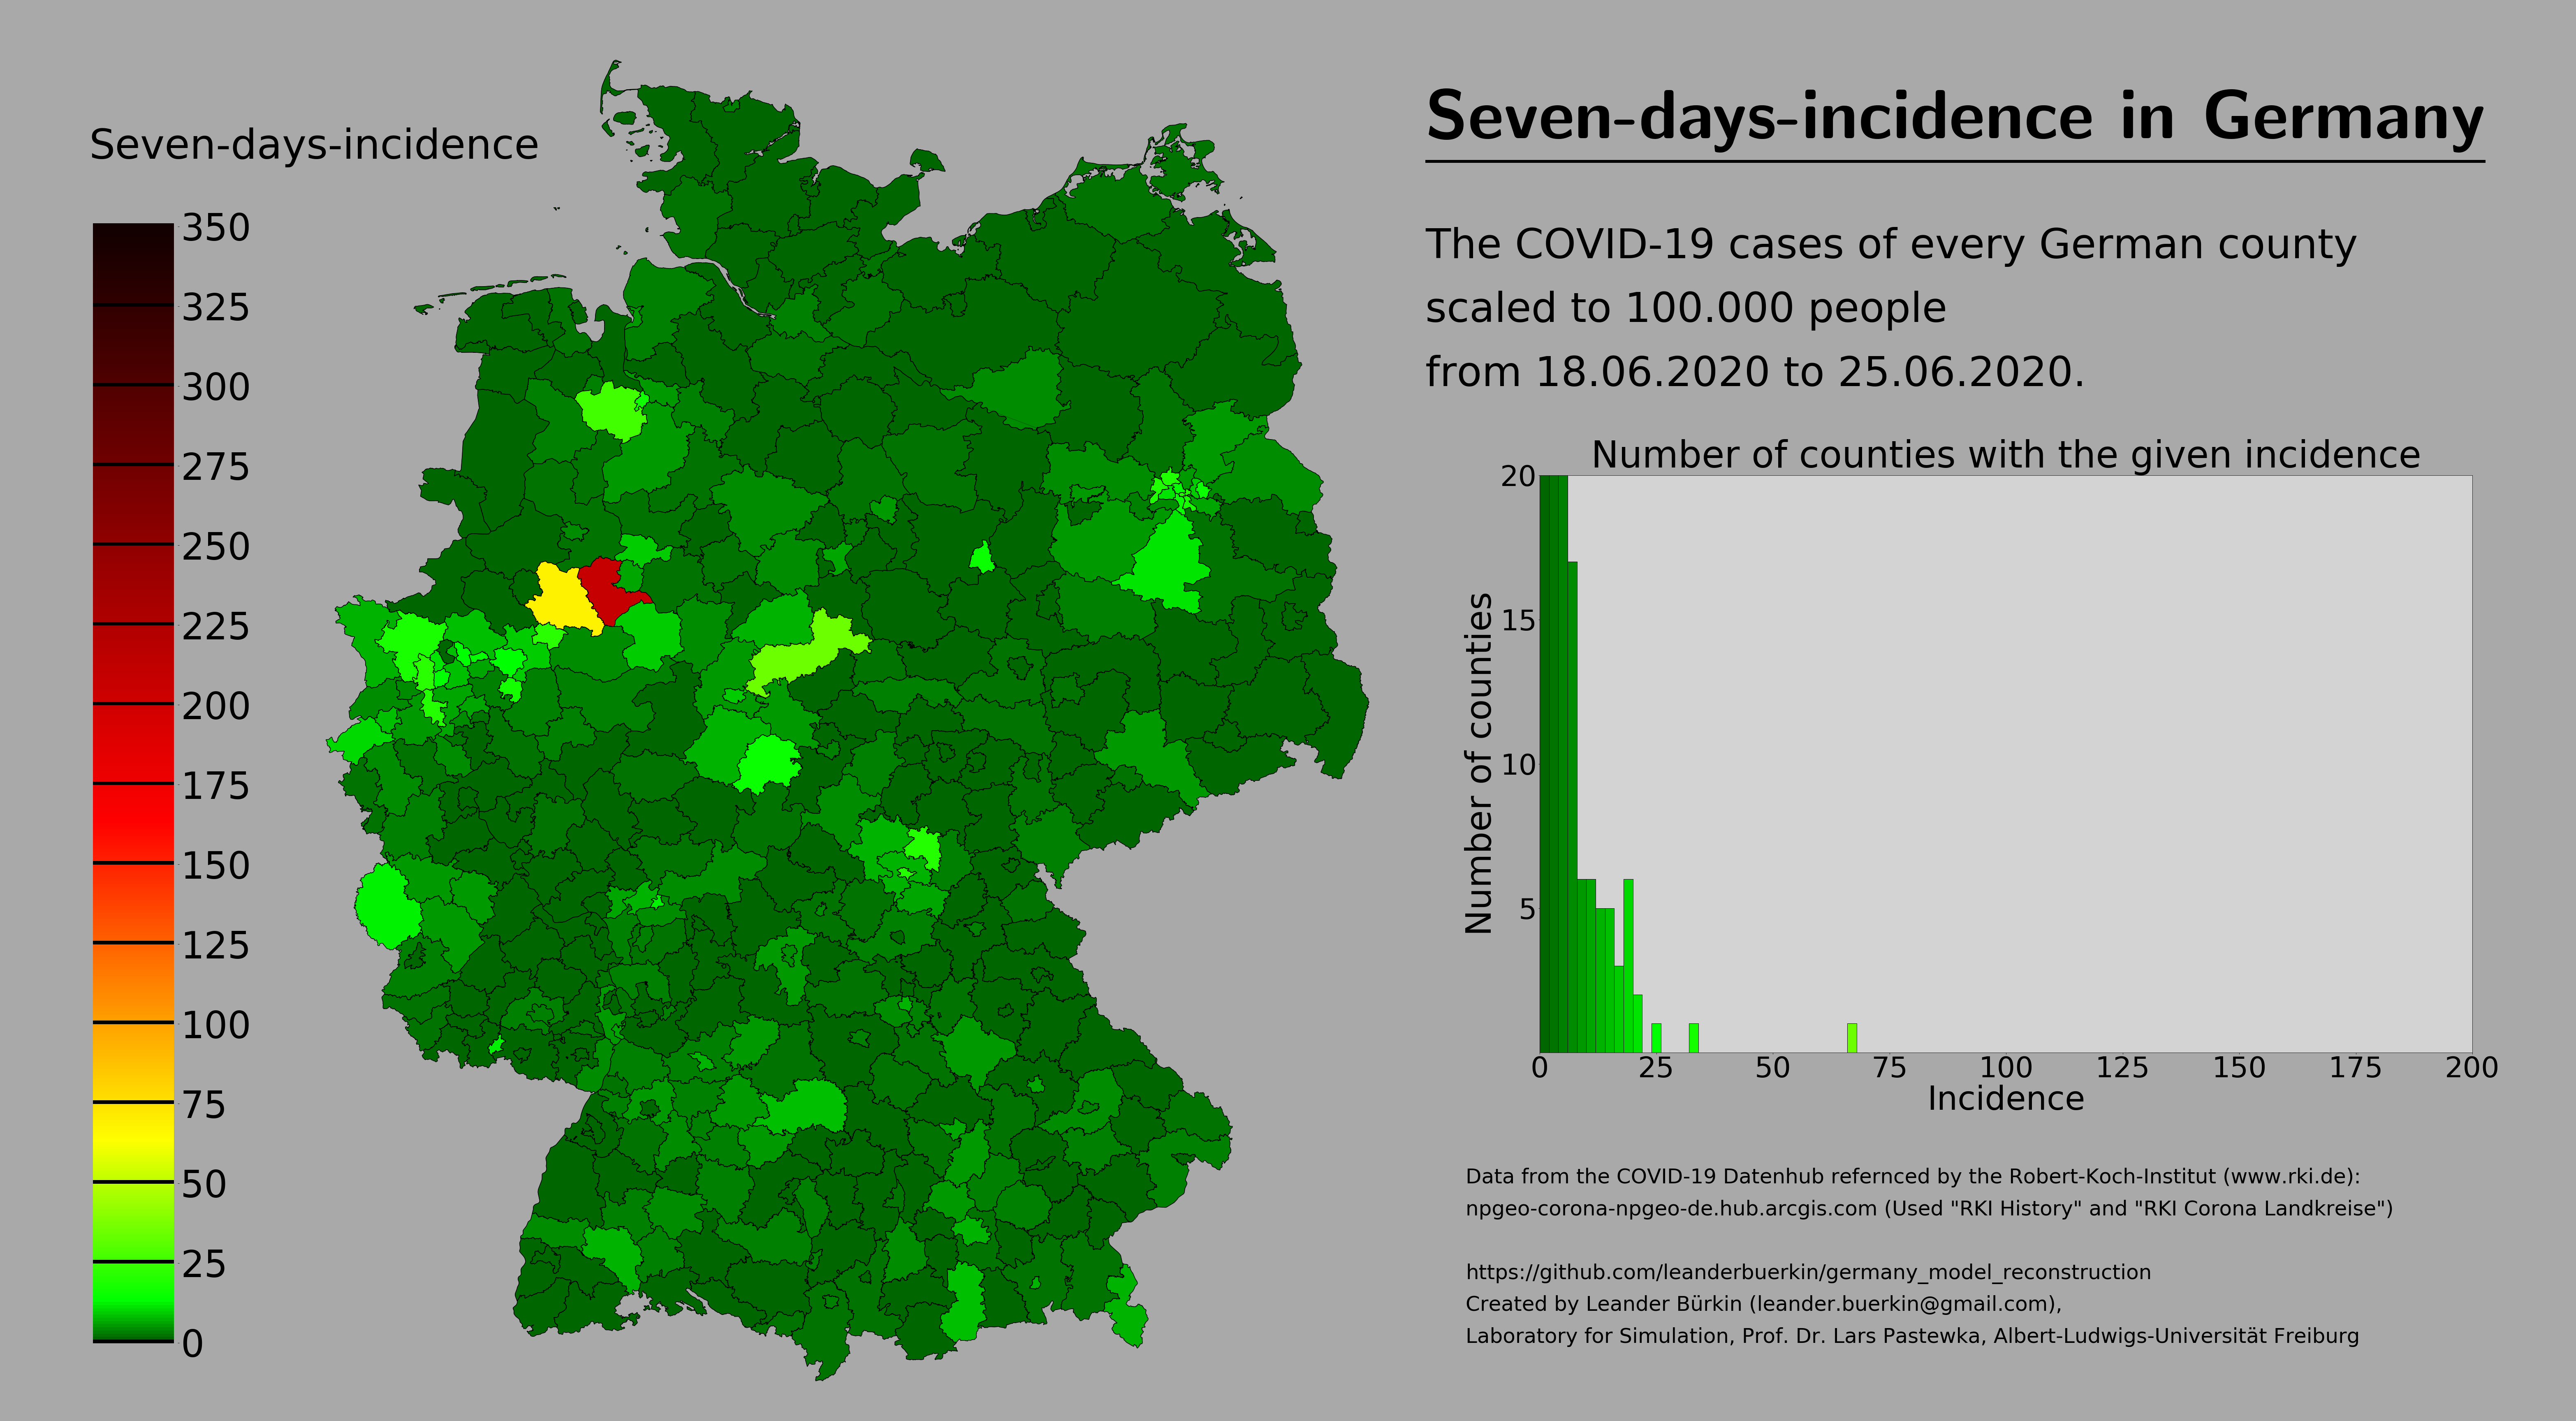 Seven-days-incidence
350
325
300
275
250
225
200
175
150
125
100
75
50
25
0
Seven-days-incidence in Germany
The COVID-19 cases of every German county
scaled to 100.000 people
from 18.06.2020 to 25.06.2020.
Number of counties with the given incidence
20
15
10
5
Number of counties
0 25 50 75 100 125 150 175 200
Incidence
Data from the COVID-19 Datenhub refernced by the Robert-Koch-Institut (www.rki.de):
npgeo-corona-npgeo-de.hub.arcgis.com (Used "RKI History" and "RKI Corona Landkreise")
https://github.com/leanderbuerkin/germany_model_reconstruction
Created by Leander Bürkin (leander.buerkin@gmail.com),
Laboratory for Simulation, Prof. Dr. Lars Pastewka, Albert-Ludwigs-Universität Freiburg